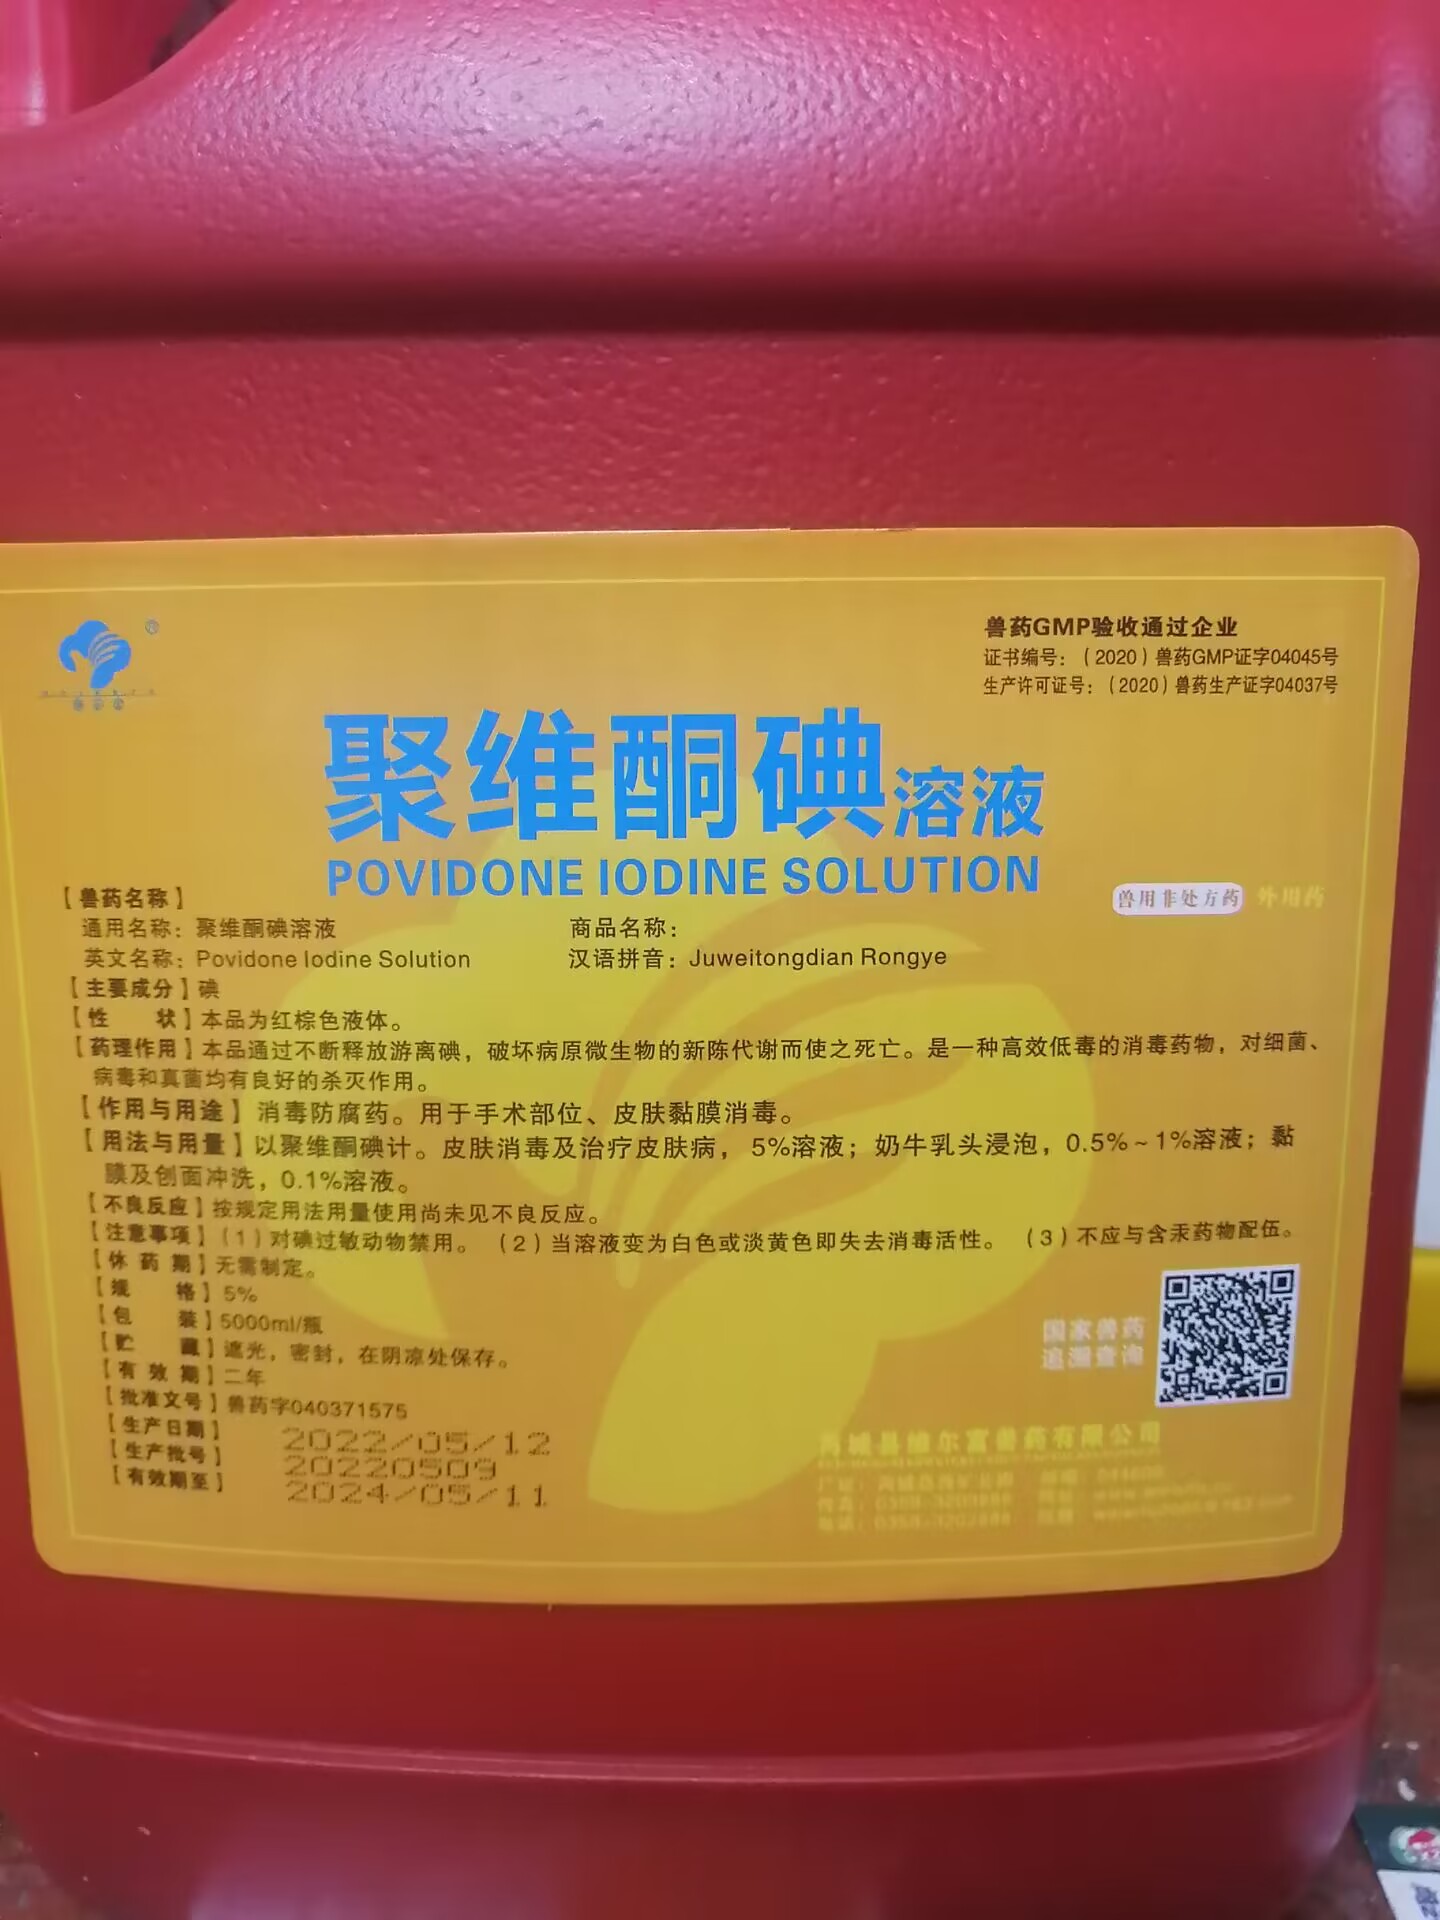 兽药GMP验收通过企业
证书编号：（2020）兽药GMP证字04045号
生产许可证号：（2020）兽药生产证字04037号
®
聚维酮碘溶液
POVIDONE IODINE SOLUTION
兽用非处方药 外用药
【兽药名称】
通用名称：聚维酮碘溶液 商品名称：
英文名称：Povidone Iodine Solution 汉语拼音：Juweitongdian Rongye
【主要成分】碘
【性 状】本品为红棕色液体。
【药理作用】本品通过不断释放游离碘，破坏病原微生物的新陈代谢而使之死亡。是一种高效低毒的消毒药物，对细菌、
病毒和真菌均有良好的杀灭作用。
【作用与用途】消毒防腐药。用于手术部位、皮肤黏膜消毒。
【用法与用量】以聚维酮碘计。皮肤消毒及治疗皮肤病，5%溶液；奶牛乳头浸泡，0.5%~1%溶液；黏
膜及创面冲洗，0.1%溶液。
【不良反应】按规定用法用量使用尚未见不良反应。
【注意事项】（1）对碘过敏动物禁用。（2）当溶液变为白色或淡黄色即失去消毒活性。（3）不应与含汞药物配伍。
【休 药 期】无需制定。
【规 格】5%
【包 装】5000ml/瓶
【贮 藏】遮光，密封，在阴凉处保存。
【有 效 期】二年
【批准文号】兽药字040371575
【生产日期】2022/05/12
【生产批号】20220509
【有效期至】2024/05/11
国家兽药
追溯查询
芮城县维尔富兽药有限公司